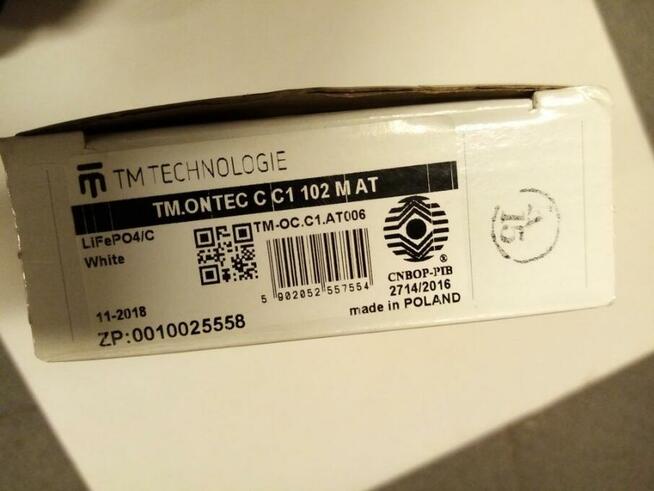 TM TECHNOLOGIE
TM.ONTEC C C1 102 M AT
LiFePO4/C
White
TM-OC.C1.AT006
5 902052 557554
CNBOP-PIB
®
2714/2016
made in POLAND
11-2018
ZP:0010025558